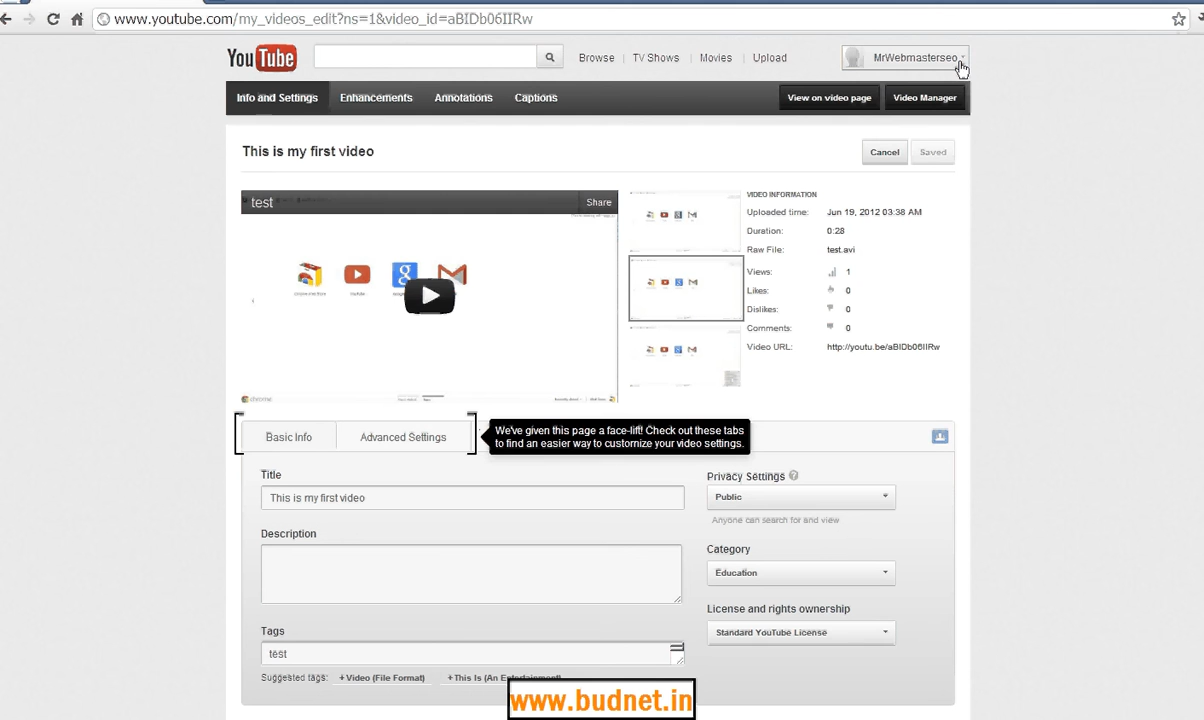 www.youtube.com/my_videos_edit?ns=1&video_id=aBIDb06IIRw
YouTube
Browse | TV Shows | Movies | Upload
MrWebmasterseo
Info and Settings
Enhancements
Annotations
Captions
View on video page
Video Manager
This is my first video
Cancel
Saved
test
Share
VIDEO INFORMATION
Uploaded time: Jun 19, 2012 03:38 AM
Duration: 0:28
Raw File: test.avi
Views: 1
Likes: 0
Dislikes: 0
Comments: 0
Video URL: http://youtu.be/aBIDb06IIRw
chrome
Basic Info
Advanced Settings
We've given this page a face-lift! Check out these tabs
to find an easier way to customize your video settings.
Title
This is my first video
Description
Tags
test
Suggested tags: +Video (File Format) +This Is (An Entertainment)
Privacy Settings ?
Public
Anyone can search for and view
Category
Education
License and rights ownership
Standard YouTube License
www.budnet.in